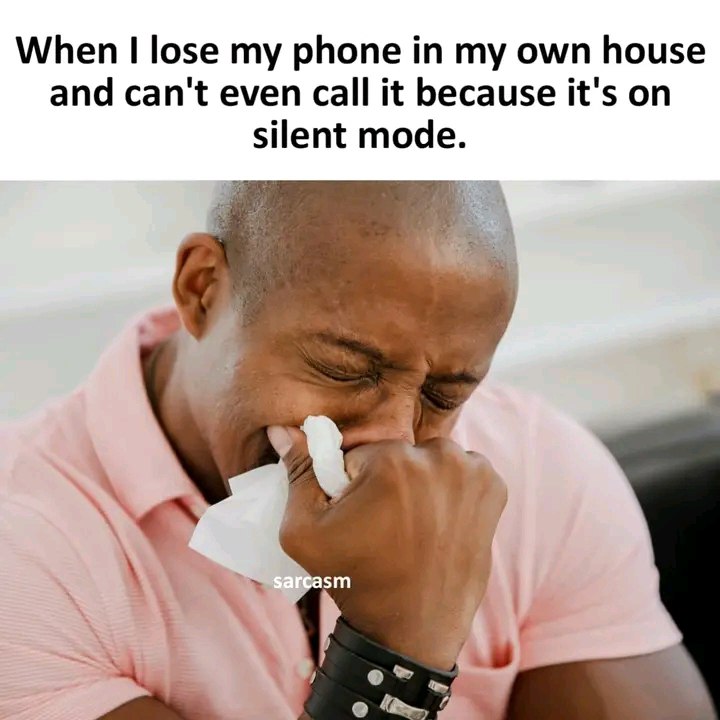 When I lose my phone in my own house
and can't even call it because it's on
silent mode.
sarcasm